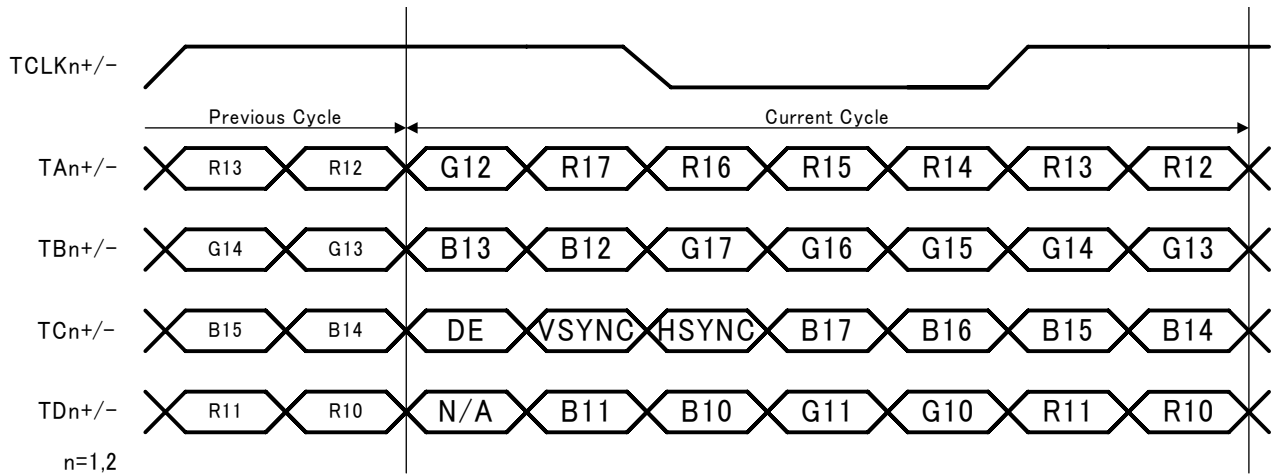 TCLKn+/-
Previous Cycle Current Cycle
TAn+/- R13 R12 G12 R17 R16 R15 R14 R13 R12
TBn+/- G14 G13 B13 B12 G17 G16 G15 G14 G13
TCn+/- B15 B14 DE VSYNC HSYNC B17 B16 B15 B14
TDn+/- R11 R10 N/A B11 B10 G11 G10 R11 R10
n=1,2